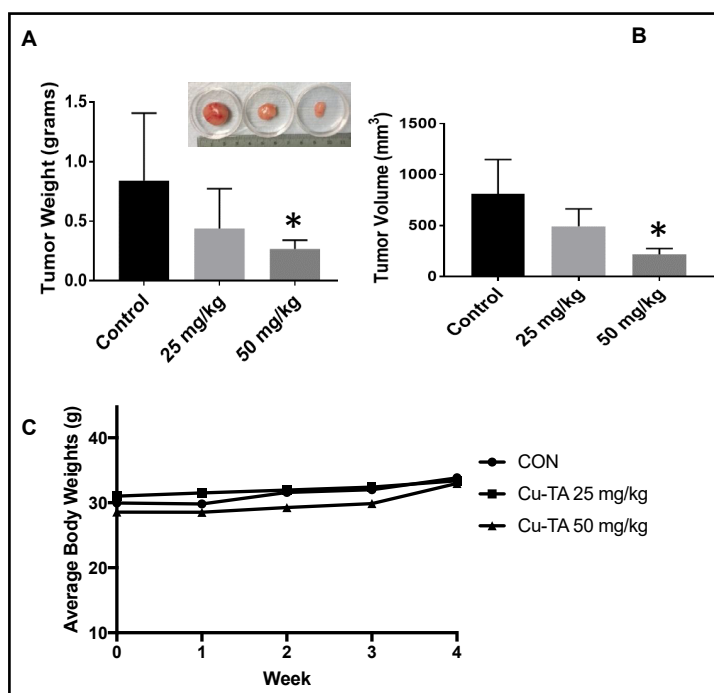 A
B
Tumor Weight (grams)
1.5
1.0
0.5
0.0
Control
25 mg/kg
50 mg/kg
*
Tumor Volume (mm³)
1500
1000
500
0
Control
25 mg/kg
50 mg/kg
*
C
Average Body Weights (g)
40
30
20
10
0
1
2
3
4
Week
CON
Cu-TA 25 mg/kg
Cu-TA 50 mg/kg